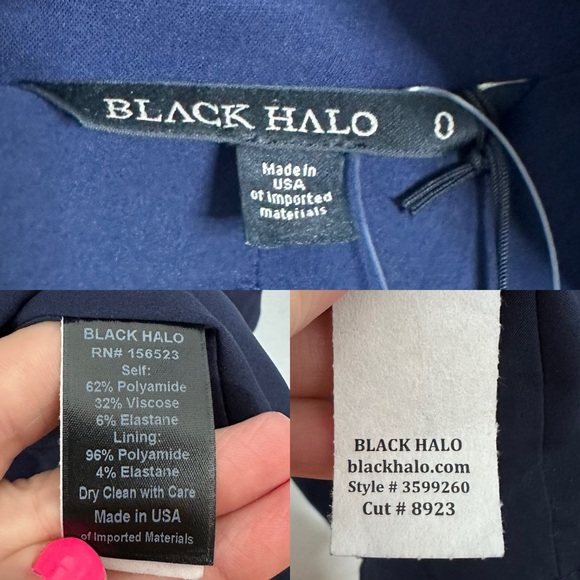 BLACK HALO 0
Made in
USA
of imported
materials
BLACK HALO
RN# 156523
Self:
62% Polyamide
32% Viscose
6% Elastane
Lining:
96% Polyamide
4% Elastane
Dry Clean with Care
Made in USA
of Imported Materials
BLACK HALO
blackhalo.com
Style # 3599260
Cut # 8923